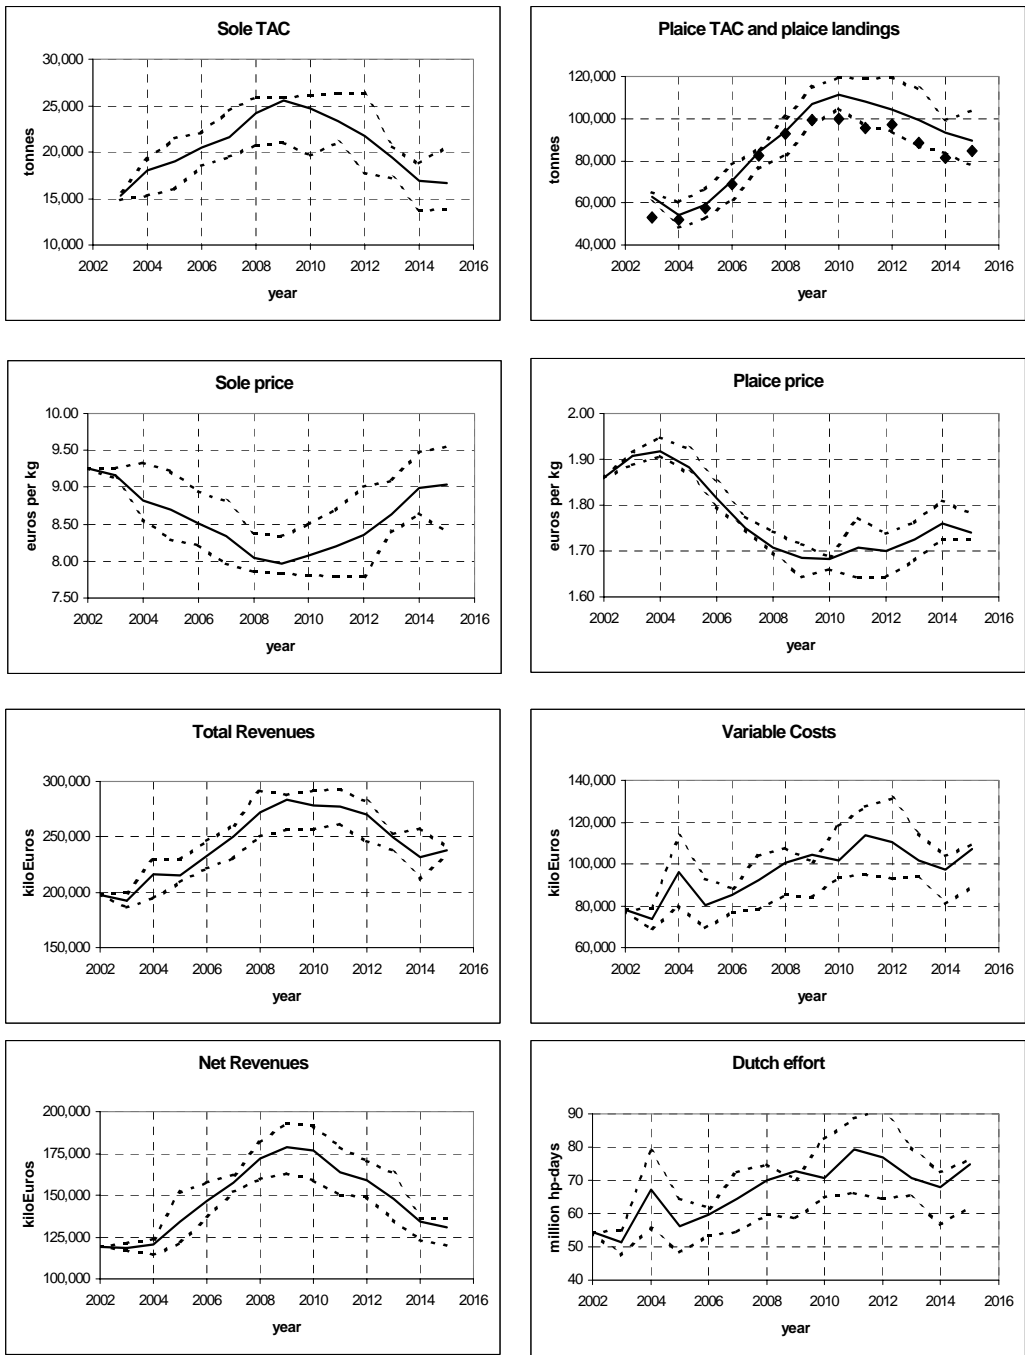 Sole TAC
30,000
25,000
20,000
15,000
10,000
tonnes
2002 2004 2006 2008 2010 2012 2014 2016
year
Plaice TAC and plaice landings
120,000
100,000
80,000
60,000
40,000
tonnes
2002 2004 2006 2008 2010 2012 2014 2016
year
Sole price
10.00
9.50
9.00
8.50
8.00
7.50
euros per kg
2002 2004 2006 2008 2010 2012 2014 2016
year
Plaice price
2.00
1.90
1.80
1.70
1.60
euros per kg
2002 2004 2006 2008 2010 2012 2014 2016
year
Total Revenues
300,000
250,000
200,000
150,000
kiloEuros
2002 2004 2006 2008 2010 2012 2014 2016
year
Variable Costs
140,000
120,000
100,000
80,000
60,000
kiloEuros
2002 2004 2006 2008 2010 2012 2014 2016
year
Net Revenues
200,000
175,000
150,000
125,000
100,000
kiloEuros
2002 2004 2006 2008 2010 2012 2014 2016
year
Dutch effort
90
80
70
60
50
40
million hp-days
2002 2004 2006 2008 2010 2012 2014 2016
year